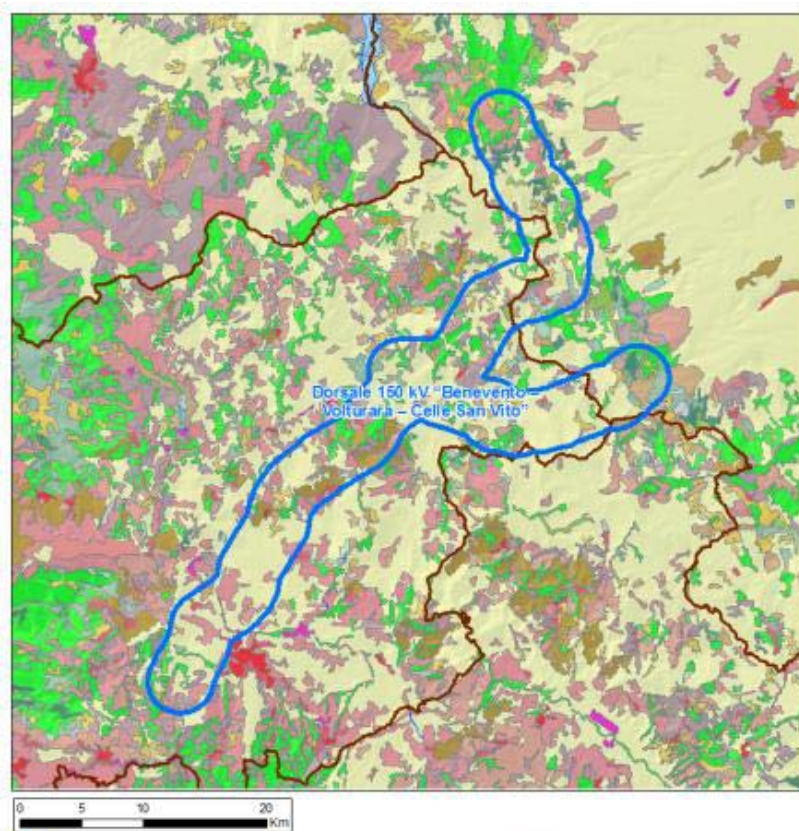 Dorsale 150 kV "Benevento –
Volturara – Celle San Vito"
0 5 10 20
Km